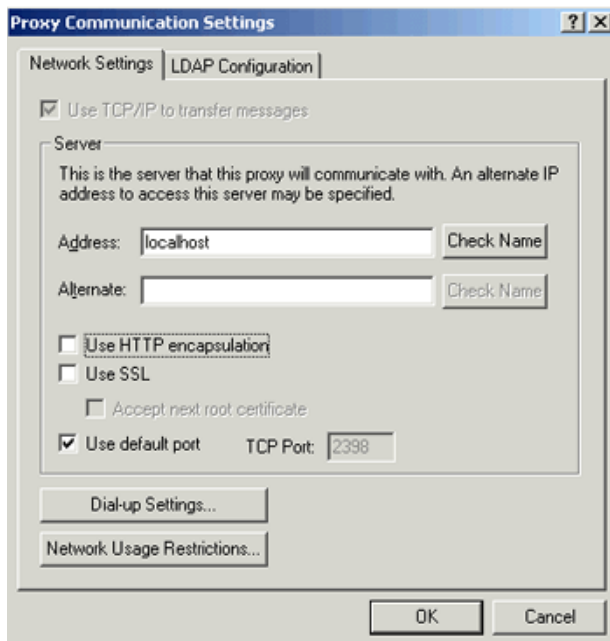 Proxy Communication Settings
Network Settings LDAP Configuration
Use TCP/IP to transfer messages
Server
This is the server that this proxy will communicate with. An alternate IP
address to access this server may be specified.
Address: localhost Check Name
Alternate: Check Name
Use HTTP encapsulation
Use SSL
Accept next root certificate
Use default port TCP Port: 2398
Dial-up Settings...
Network Usage Restrictions...
OK Cancel